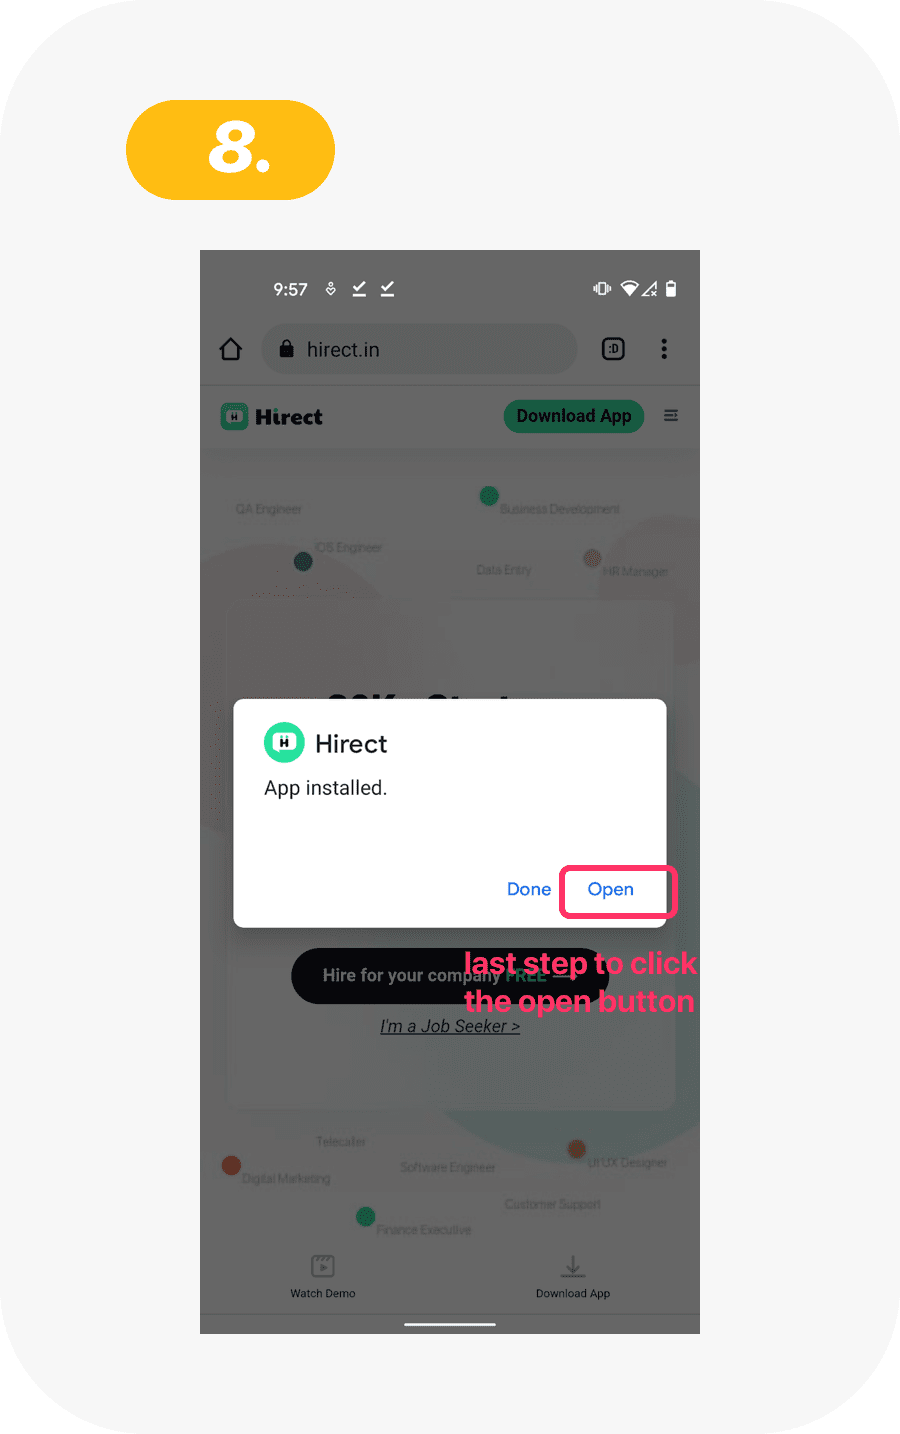 8.
9:57
hirect.in
:D
Hirect
Download App
QA Engineer
Business Development
iOS Engineer
Data Entry
HR Manager
H
Hirect
App installed.
Done
Open
last step to click
the open button
Hire for your company FREE
I'm a Job Seeker >
Telecaller
UI UX Designer
Software Engineer
Digital Marketing
Customer Support
Finance Executive
Watch Demo
Download App